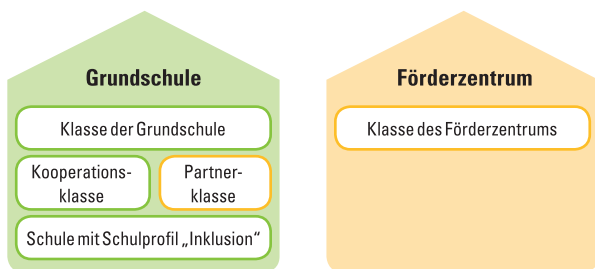 Grundschule
Klasse der Grundschule
Kooperations-
klasse
Partner-
klasse
Schule mit Schulprofil „Inklusion“
Förderzentrum
Klasse des Förderzentrums